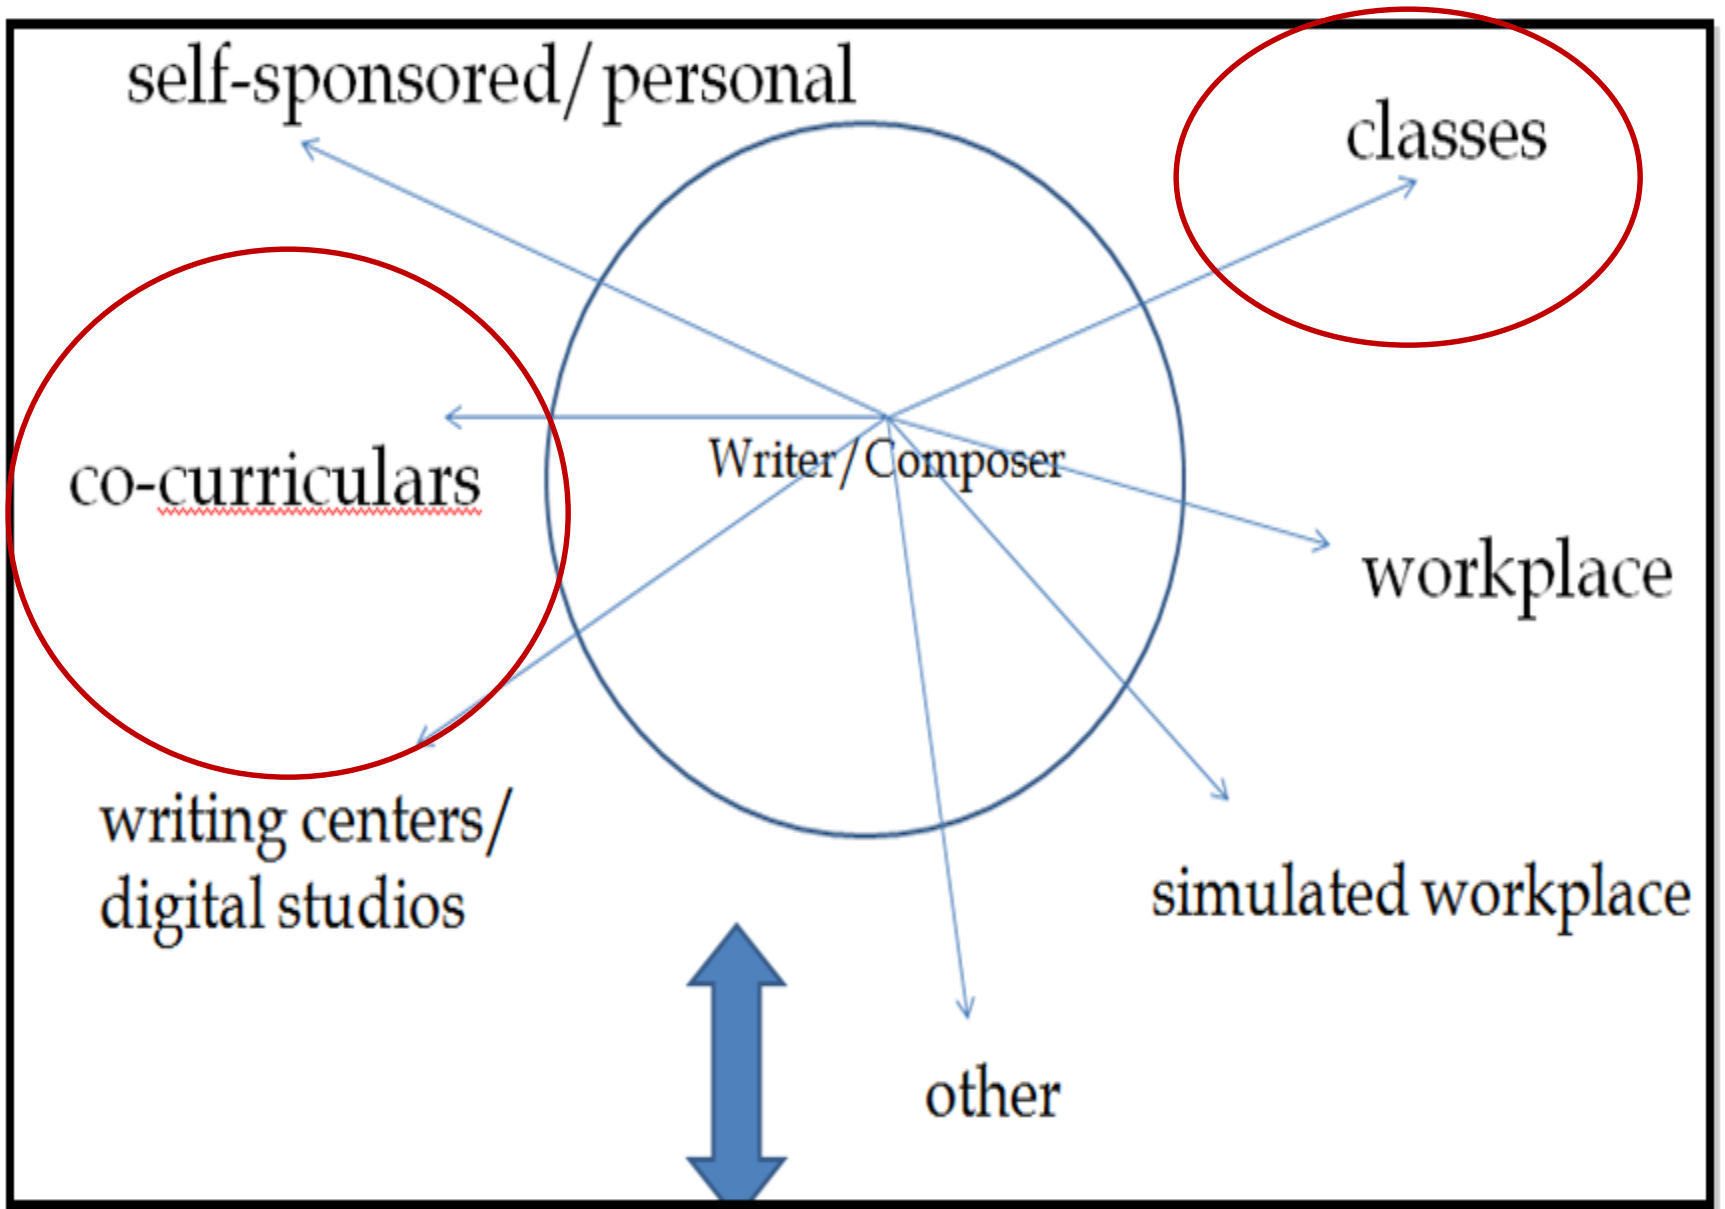 self-sponsored/personal
classes
co-curriculars
Writer/Composer
workplace
writing centers/
digital studios
simulated workplace
other